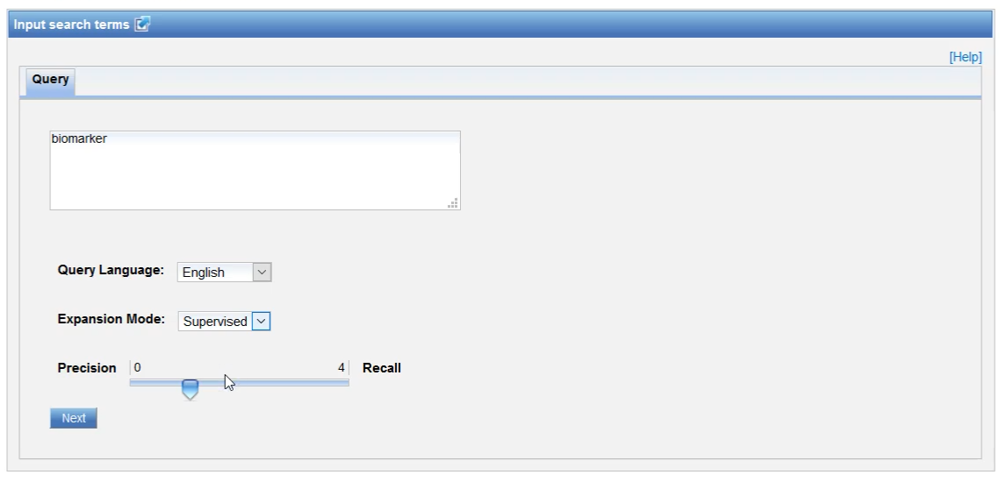 Input search terms
[Help]
Query
biomarker
Query Language: English
Expansion Mode: Supervised
Precision 0 4 Recall
Next